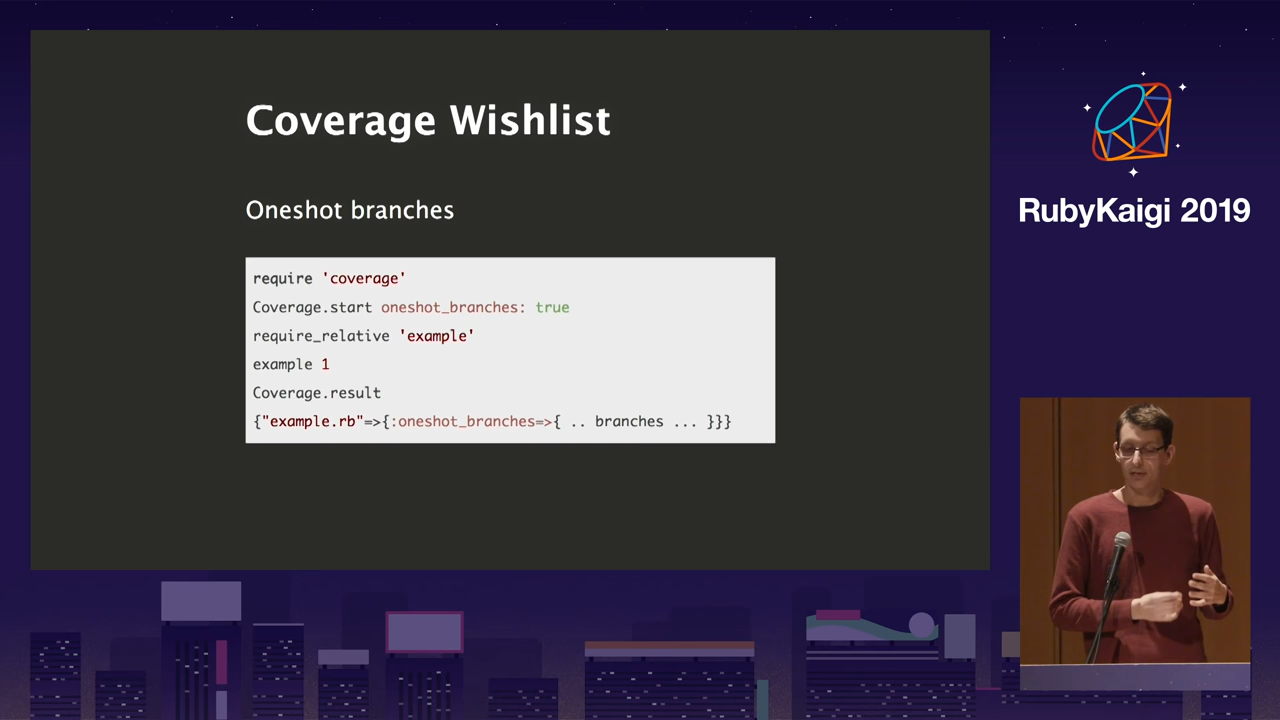 Coverage Wishlist
Oneshot branches
require 'coverage'
Coverage.start oneshot_branches: true
require_relative 'example'
example 1
Coverage.result
{"example.rb"=>{:oneshot_branches=>{ .. branches ... }}}
RubyKaigi 2019